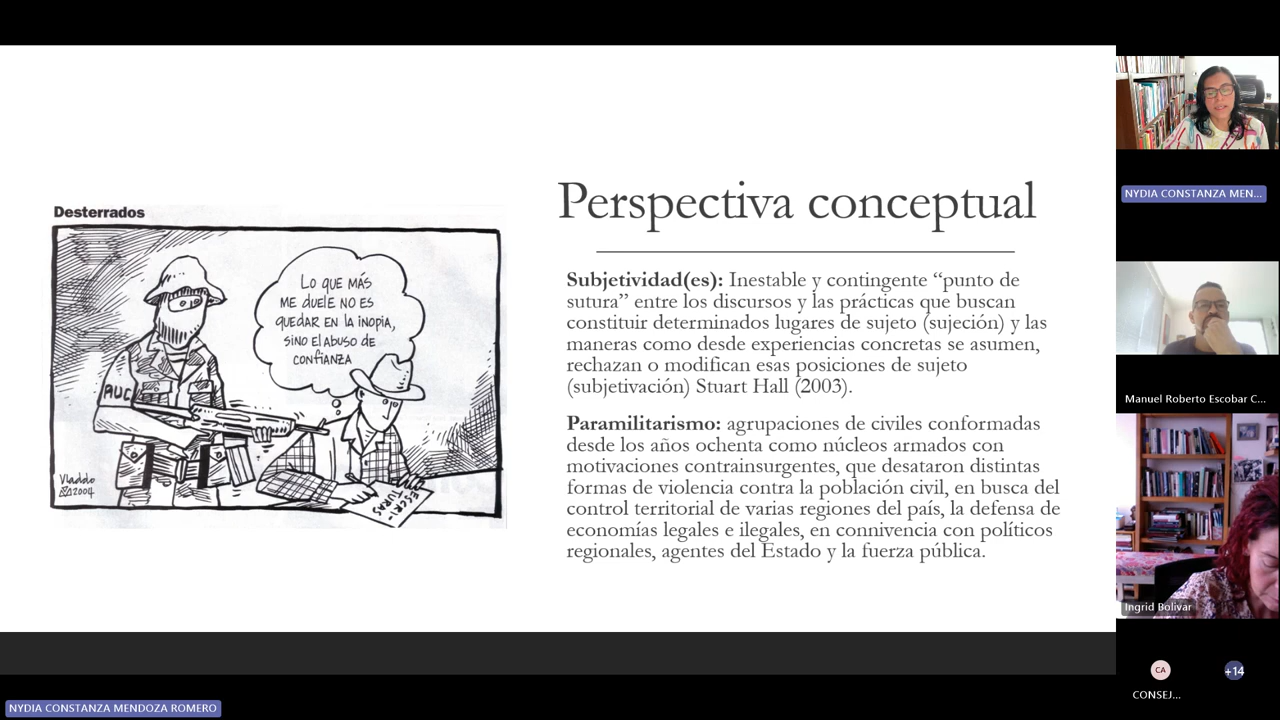 Desterrados
LO QUE MÁS
ME DUELE NO ES
QUEDAR EN LA INOPIA,
SINO EL ABUSO DE
CONFIANZA
AUC
Vladdo
2004
ESCRI-
TURAS
Perspectiva conceptual
Subjetividad(es): Inestable y contingente “punto de
sutura” entre los discursos y las prácticas que buscan
constituir determinados lugares de sujeto (sujeción) y las
maneras como desde experiencias concretas se asumen,
rechazan o modifican esas posiciones de sujeto
(subjetivación) Stuart Hall (2003).
Paramilitarismo: agrupaciones de civiles conformadas
desde los años ochenta como núcleos armados con
motivaciones contrainsurgentes, que desataron distintas
formas de violencia contra la población civil, en busca del
control territorial de varias regiones del país, la defensa de
economías legales e ilegales, en connivencia con políticos
regionales, agentes del Estado y la fuerza pública.
NYDIA CONSTANZA MEN...
Manuel Roberto Escobar C...
Ingrid Bolivar
CA
+14
CONSEJ...
NYDIA CONSTANZA MENDOZA ROMERO